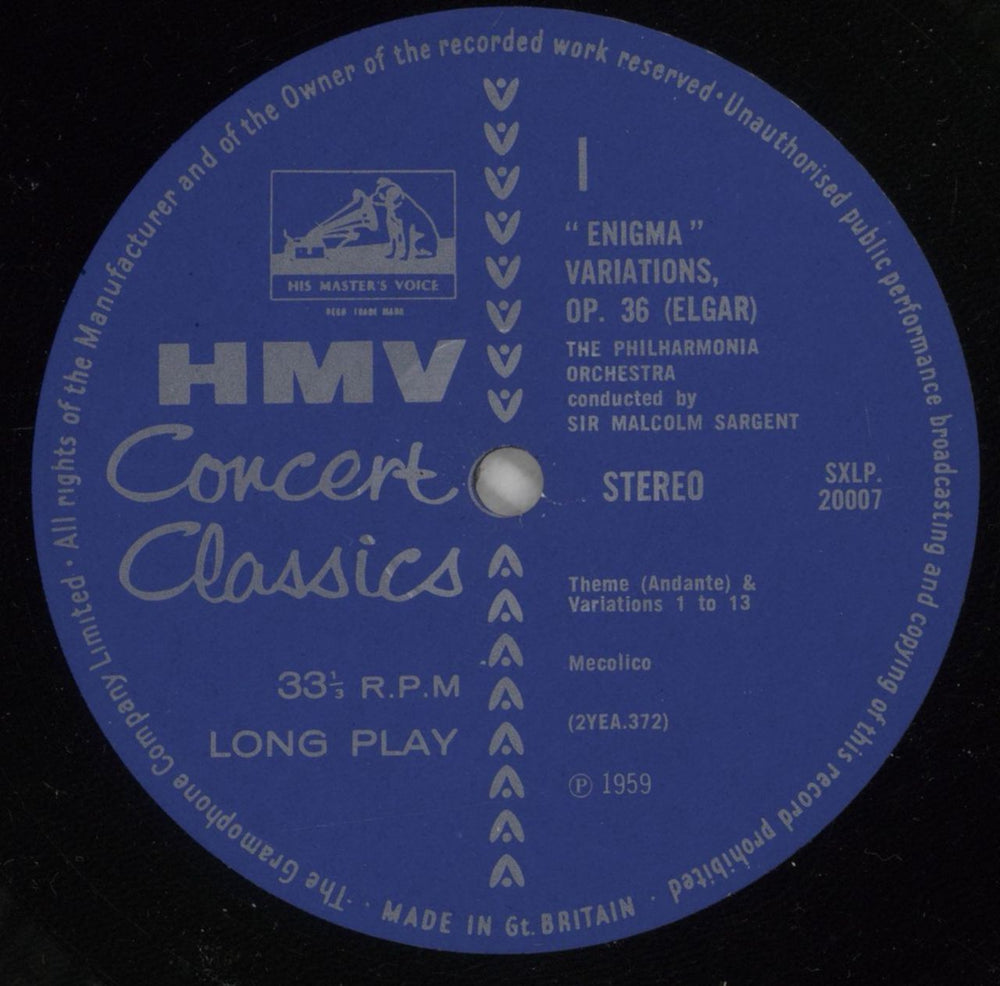 The Gramophone Company Limited · All rights of the Manufacturer and of the Owner of the recorded work reserved · Unauthorised public performance broadcasting and copying of this record prohibited
HIS MASTER'S VOICE
REGD TRADE MARK
HMV
Concert
Classics
33⅓ R.P.M
LONG PLAY
I
“ ENIGMA ”
VARIATIONS,
OP. 36 (ELGAR)
THE PHILHARMONIA
ORCHESTRA
conducted by
SIR MALCOLM SARGENT
STEREO
SXLP.
20007
Theme (Andante) &
Variations 1 to 13
Mecolico
(2YEA.372)
Ⓟ 1959
· MADE IN Gt. BRITAIN ·